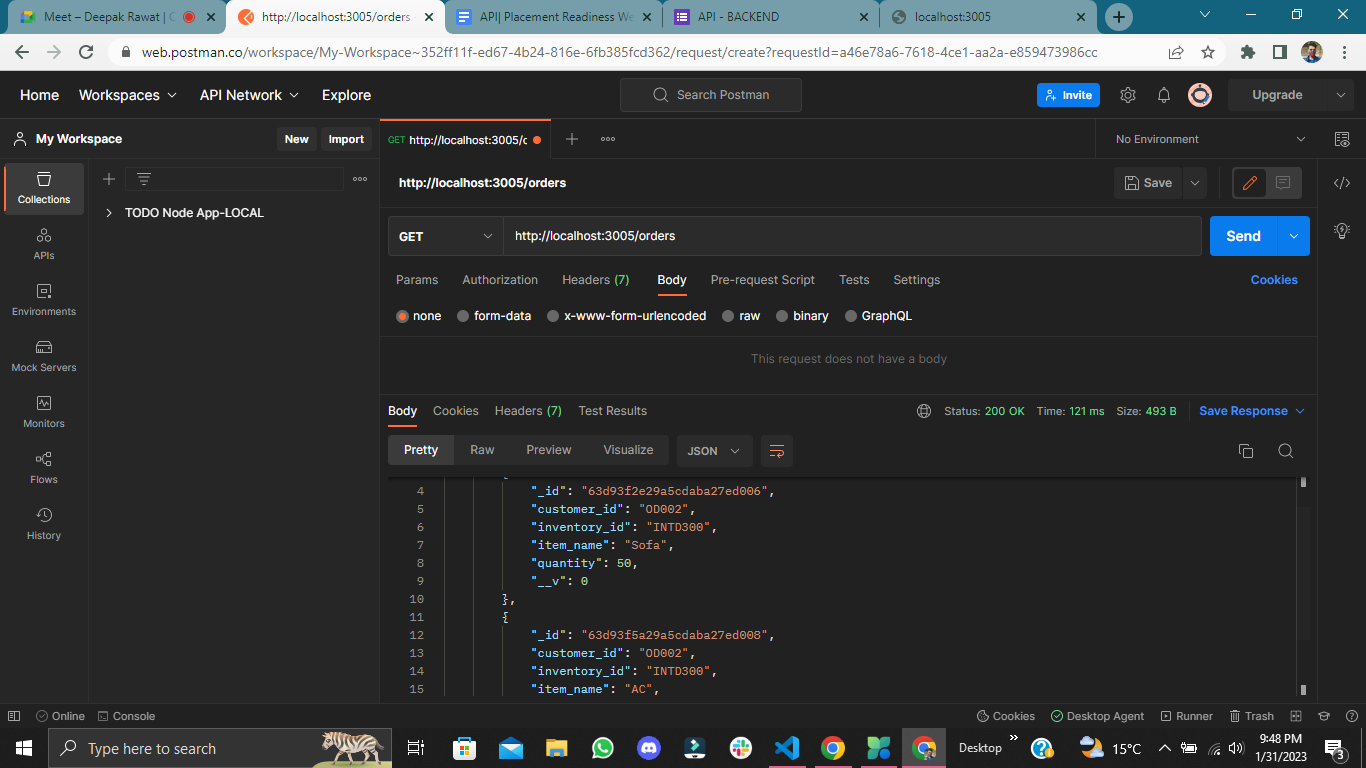 Meet – Deepak Rawat | C
http://localhost:3005/orders
API| Placement Readiness We
API - BACKEND
localhost:3005
web.postman.co/workspace/My-Workspace~352ff11f-ed67-4b24-816e-6fb385fcd362/request/create?requestId=a46e78a6-7618-4ce1-aa2a-e859473986cc
Home Workspaces API Network Explore Search Postman Invite Upgrade
My Workspace New Import GET http://localhost:3005/c No Environment
http://localhost:3005/orders Save
Collections
TODO Node App-LOCAL
APIs
Environments
Mock Servers
Monitors
Flows
History
GET http://localhost:3005/orders Send
Params Authorization Headers (7) Body Pre-request Script Tests Settings Cookies
none form-data x-www-form-urlencoded raw binary GraphQL
This request does not have a body
Body Cookies Headers (7) Test Results Status: 200 OK Time: 121 ms Size: 493 B Save Response
Pretty Raw Preview Visualize JSON
4 "_id": "63d93f2e29a5cdaba27ed006",
5 "customer_id": "OD002",
6 "inventory_id": "INTD300",
7 "item_name": "Sofa",
8 "quantity": 50,
9 "__v": 0
10 },
11 {
12 "_id": "63d93f5a29a5cdaba27ed008",
13 "customer_id": "OD002",
14 "inventory_id": "INTD300",
15 "item_name": "AC",
Online Console Cookies Desktop Agent Runner Trash
Type here to search Desktop 15°C 9:48 PM
1/31/2023
3